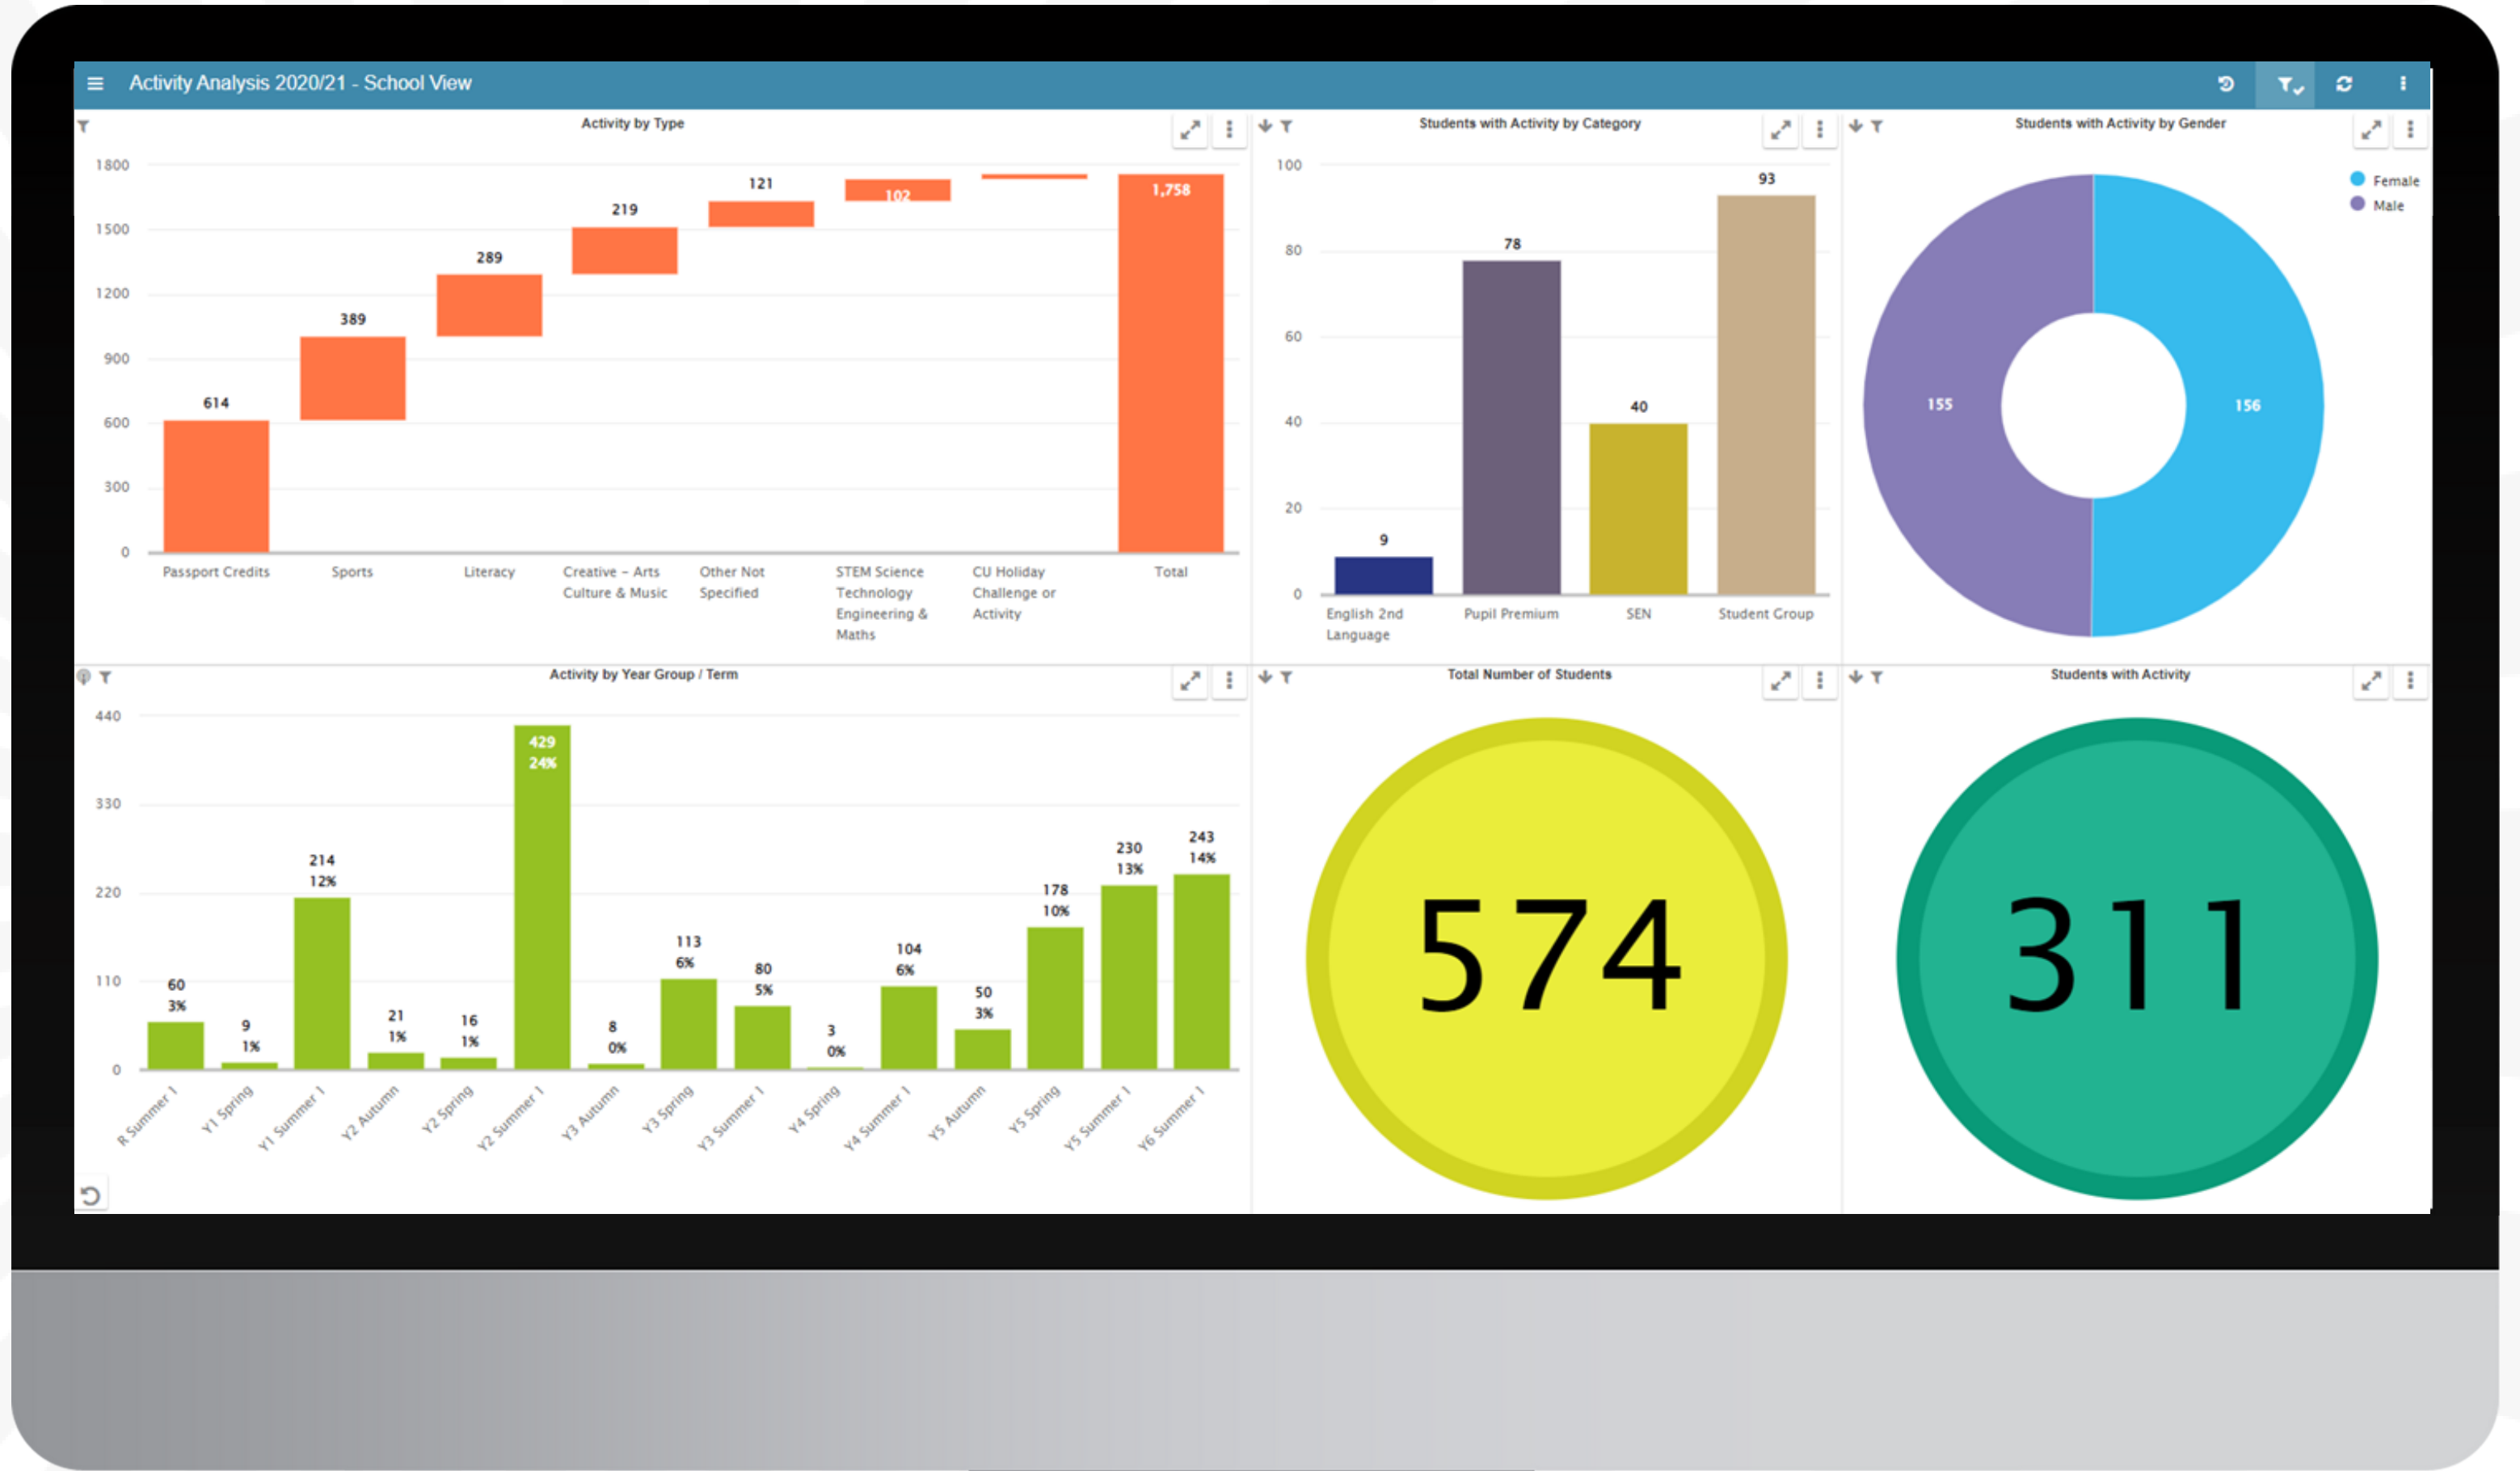 Activity Analysis 2020/21 - School View
Activity by Type
1800
1500
1200
900
600
300
0
614
389
289
219
121
102
1,758
Passport Credits
Sports
Literacy
Creative – Arts
Culture & Music
Other Not
Specified
STEM Science
Technology
Engineering &
Maths
CU Holiday
Challenge or
Activity
Total
Students with Activity by Category
100
80
60
40
20
0
9
78
40
93
English 2nd
Language
Pupil Premium
SEN
Student Group
Students with Activity by Gender
Female
Male
155
156
Activity by Year Group / Term
440
330
220
110
0
60
3%
9
1%
214
12%
21
1%
16
1%
429
24%
8
0%
113
6%
80
5%
3
0%
104
6%
50
3%
178
10%
230
13%
243
14%
R Summer 1
Y1 Spring
Y1 Summer 1
Y2 Autumn
Y2 Spring
Y2 Summer 1
Y3 Autumn
Y3 Spring
Y3 Summer 1
Y4 Spring
Y4 Summer 1
Y5 Autumn
Y5 Spring
Y5 Summer 1
Y6 Summer 1
Total Number of Students
574
Students with Activity
311